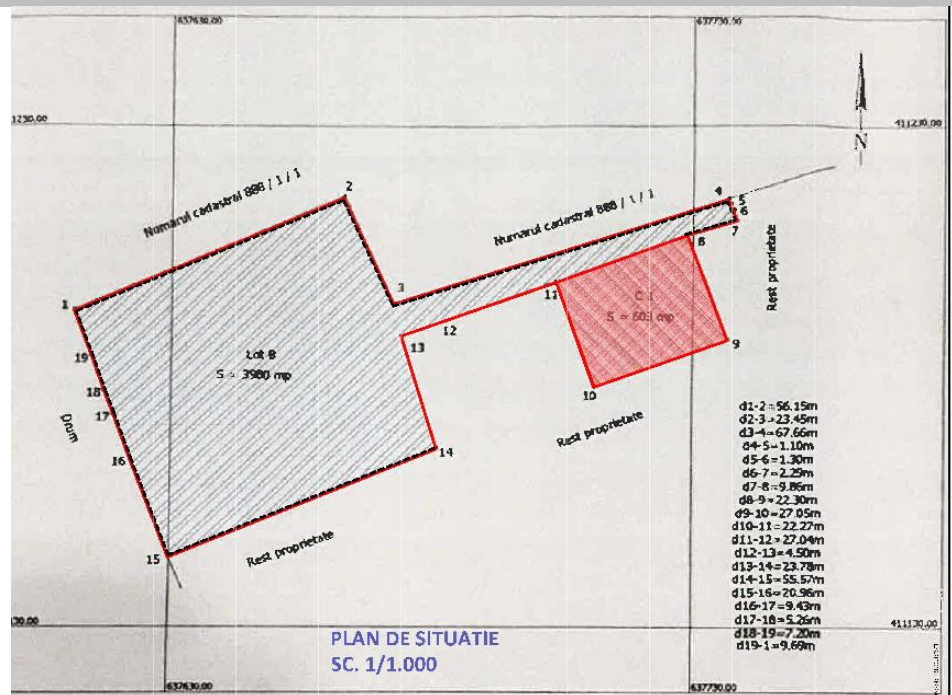 637630,00
637730,00
1230,00
411230,00
N
Numarul cadastral 888 / 1 / 1
2
Numarul cadastral 888 / 1 / 1
4
5
6
7
8
Rest proprietate
1
3
11
C 1
S = 603 mp
12
13
9
19
Lot B
S = 3980 mp
18
17
Drum
10
Rest proprietate
16
14
15
Rest proprietate
d1-2=56.15m
d2-3=23.45m
d3-4=67.66m
d4-5=1.10m
d5-6=1.30m
d6-7=2.25m
d7-8=9.86m
d8-9=22.30m
d9-10=27.05m
d10-11=22.27m
d11-12=27.04m
d12-13=4.50m
d13-14=23.78m
d14-15=55.57m
d15-16=20.96m
d16-17=9.43m
d17-18=5.26m
d18-19=7.20m
d19-1=9.69m
30,00
411130,00
PLAN DE SITUATIE
SC. 1/1.000
637630,00
637730,00